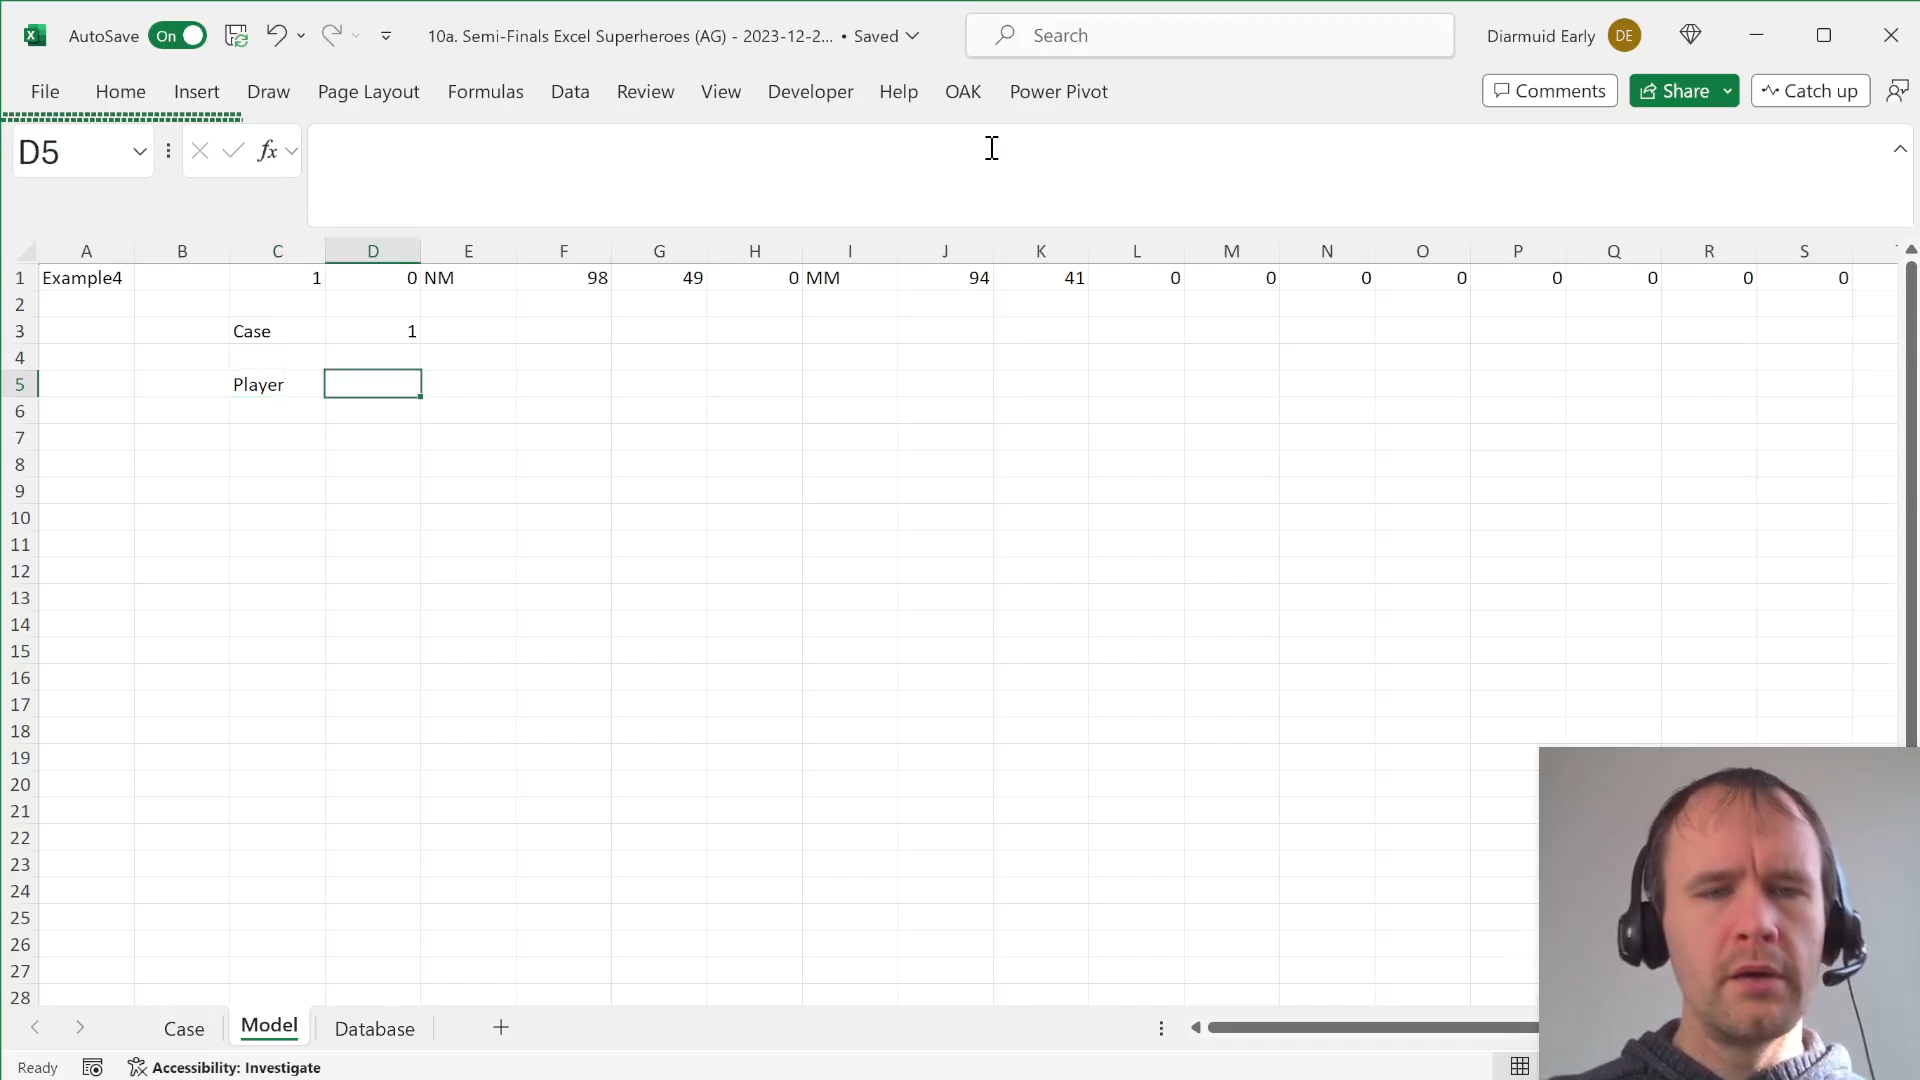 AutoSave On 10a. Semi-Finals Excel Superheroes (AG) - 2023-12-2... • Saved Search Diarmuid Early DE
File Home Insert Draw Page Layout Formulas Data Review View Developer Help OAK Power Pivot Comments Share Catch up
D5 fx
A B C D E F G H I J K L M N O P Q R S
1 Example4 1 0 NM 98 49 0 MM 94 41 0 0 0 0 0 0 0 0
2
3 Case 1
4
5 Player
6
7
8
9
10
11
12
13
14
15
16
17
18
19
20
21
22
23
24
25
26
27
28
Case Model Database
Ready Accessibility: Investigate